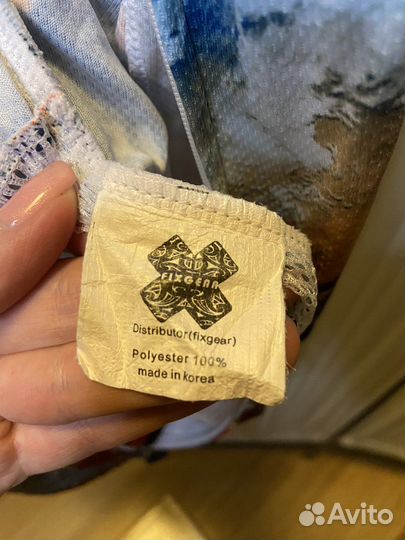 FIXGEAR
Distributor(fixgear)
Polyester 100%
made in korea
Avito